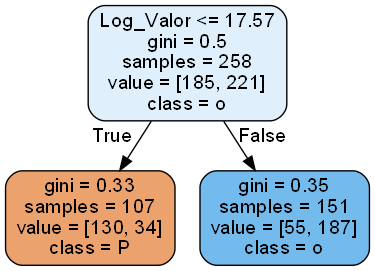 Log_Valor <= 17.57
gini = 0.5
samples = 258
value = [185, 221]
class = o
True
False
gini = 0.33
samples = 107
value = [130, 34]
class = P
gini = 0.35
samples = 151
value = [55, 187]
class = o